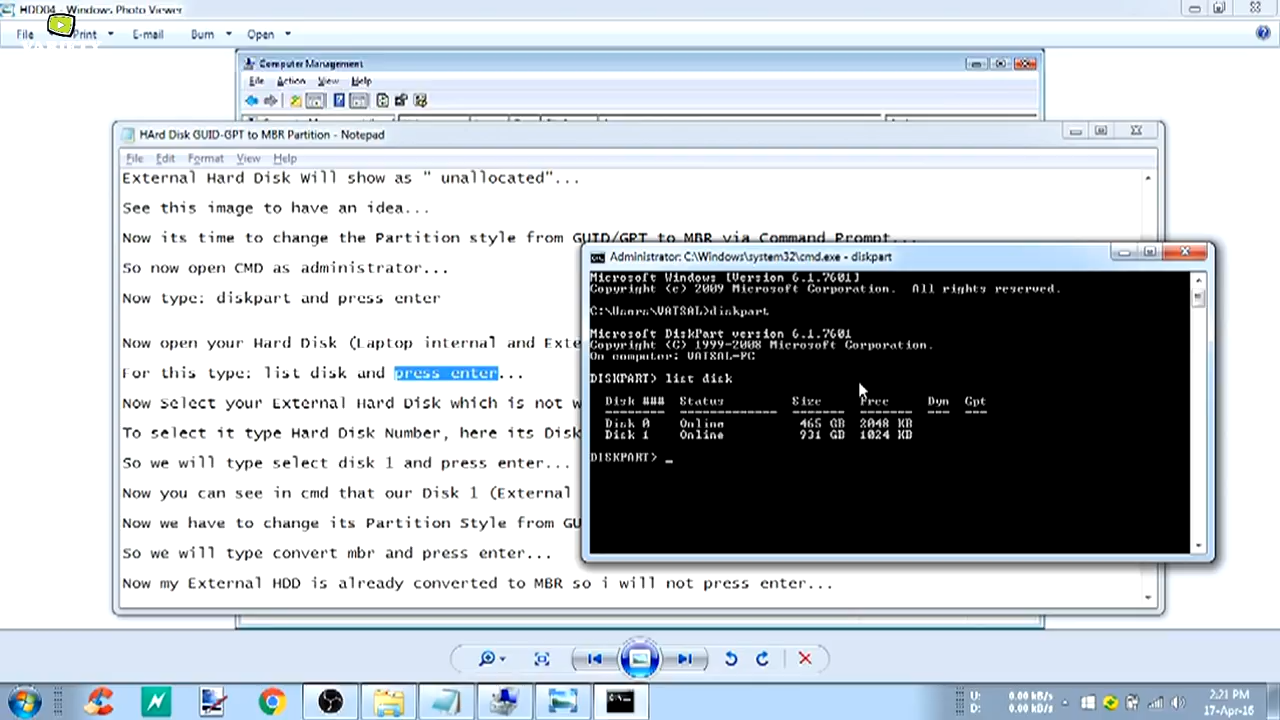 HDD04 - Windows Photo Viewer
File Print E-mail Burn Open
Computer Management
File Action View Help
HArd Disk GUID-GPT to MBR Partition - Notepad
File Edit Format View Help
External Hard Disk Will show as " unallocated"...
See this image to have an idea...
Now its time to change the Partition style from GUID/GPT to MBR via Command Prompt...
So now open CMD as administrator...
Now type: diskpart and press enter
Now open your Hard Disk (Laptop internal and Exte
For this type: list disk and press enter...
Now Select your External Hard Disk which is not w
To select it type Hard Disk Number, here its Disk
So we will type select disk 1 and press enter...
Now you can see in cmd that our Disk 1 (External
Now we have to change its Partition Style from GU
So we will type convert mbr and press enter...
Now my External HDD is already converted to MBR so i will not press enter...
Administrator: C:\Windows\system32\cmd.exe - diskpart
Microsoft Windows [Version 6.1.7601]
Copyright (c) 2009 Microsoft Corporation. All rights reserved.
C:\Users\VATSAL>diskpart
Microsoft DiskPart version 6.1.7601
Copyright (C) 1999-2008 Microsoft Corporation.
On computer: VATSAL-PC
DISKPART> list disk
Disk ### Status Size Free Dyn Gpt
Disk 0 Online 465 GB 2048 KB
Disk 1 Online 931 GB 1024 KB
DISKPART> _
U: 0.00 kB/s
D: 0.00 kB/s
2:21 PM
17-Apr-16